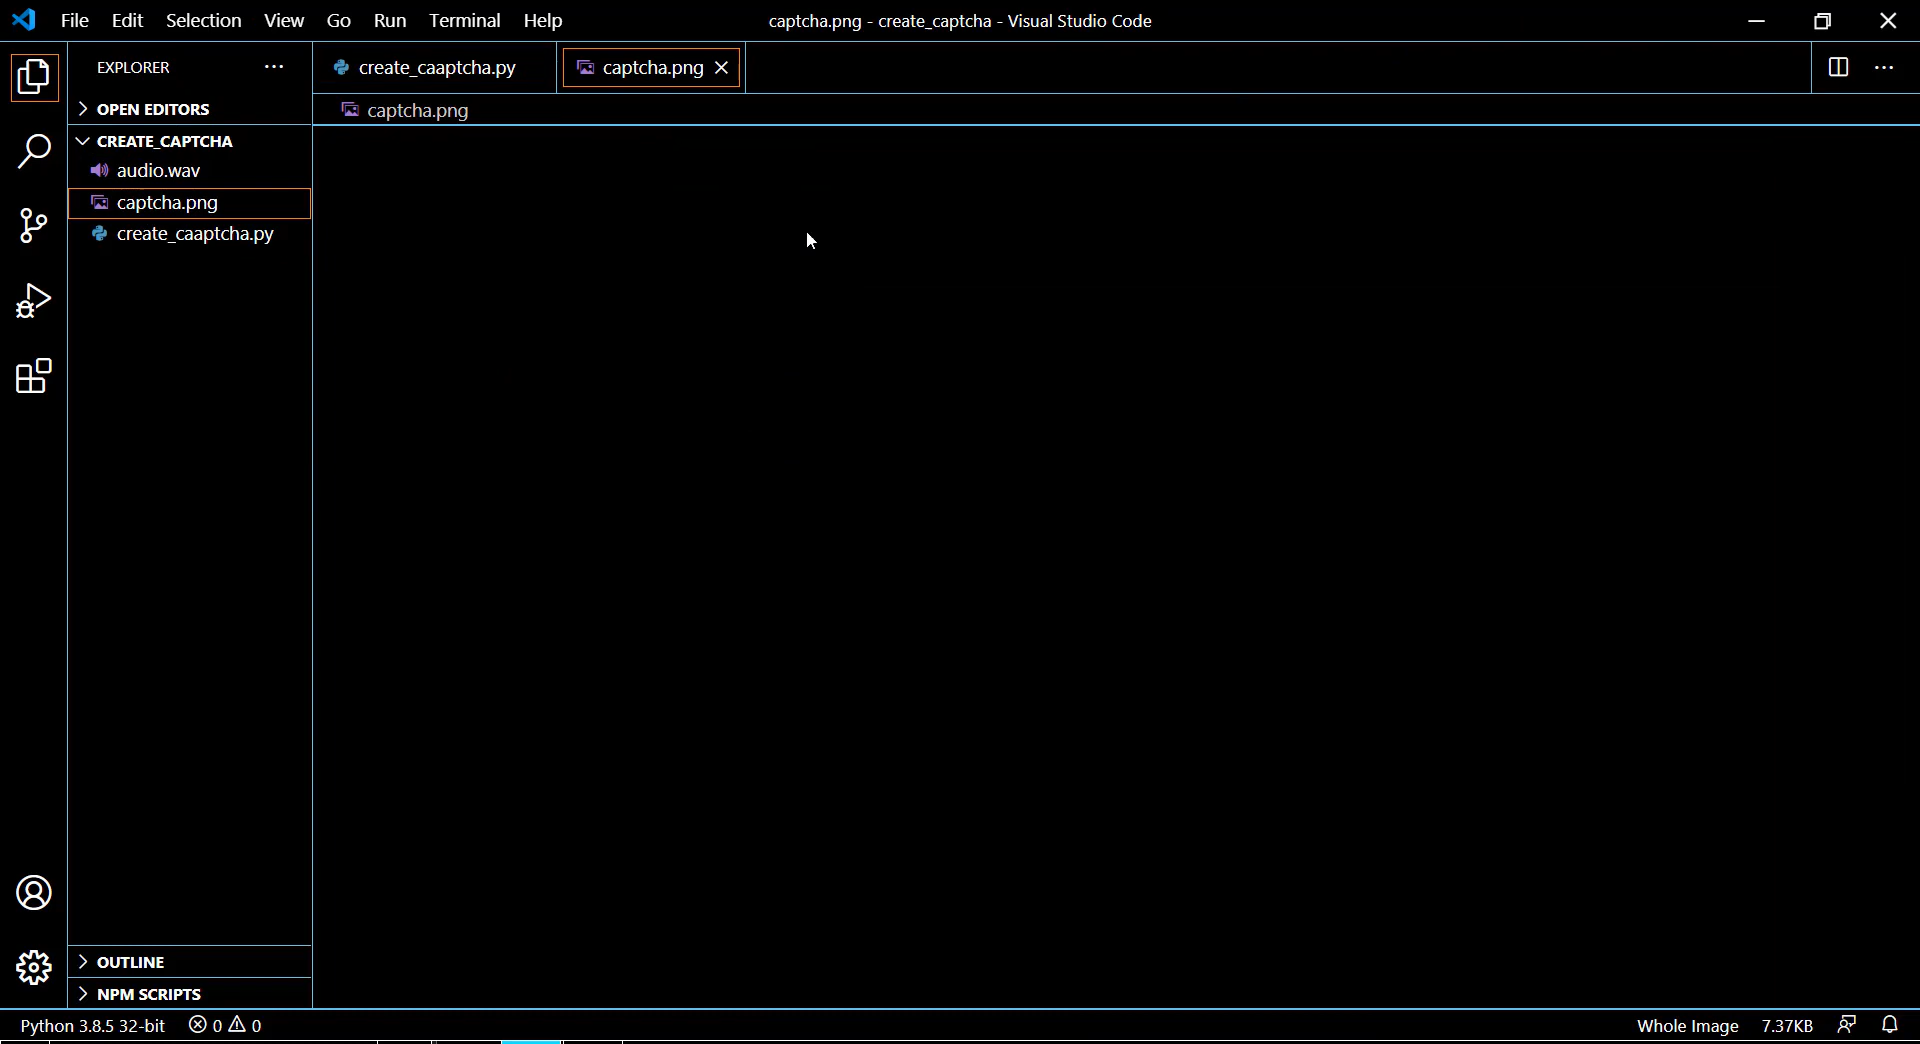 File Edit Selection View Go Run Terminal Help captcha.png - create_captcha - Visual Studio Code
EXPLORER
create_caaptcha.py
captcha.png
OPEN EDITORS
captcha.png
CREATE_CAPTCHA
audio.wav
captcha.png
create_caaptcha.py
OUTLINE
NPM SCRIPTS
Python 3.8.5 32-bit 0 0 Whole Image 7.37KB